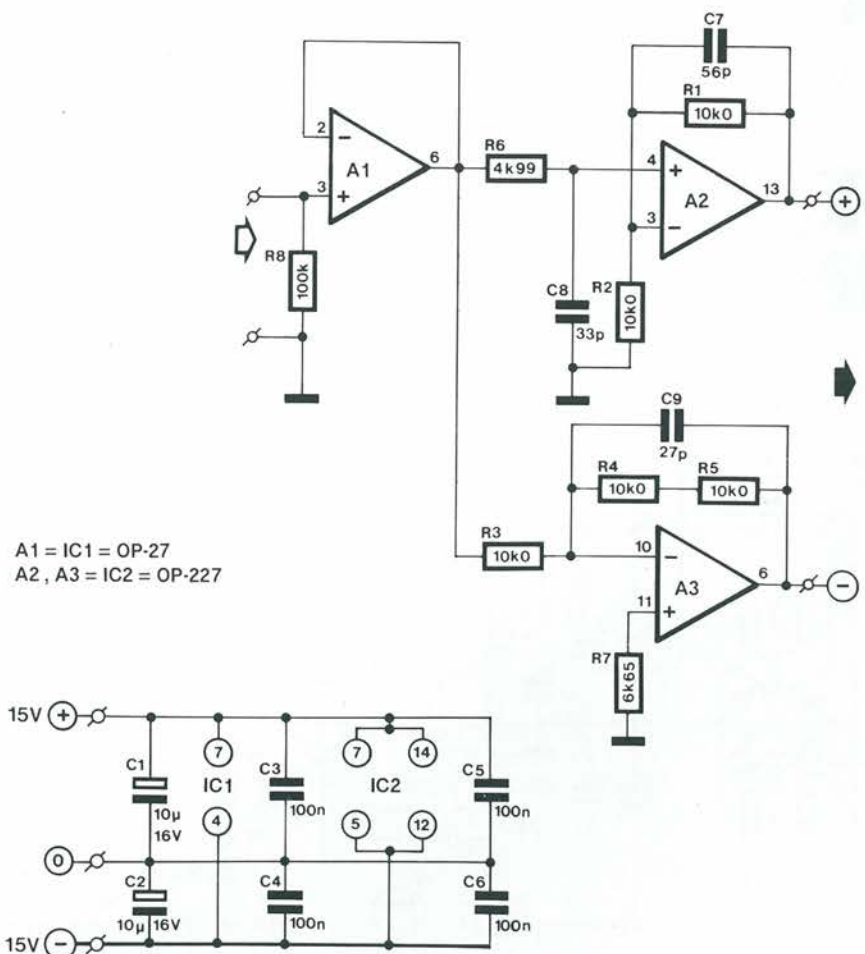 C7
56p
R1
10k0
2
−
A1
6
3
+
R6
4k99
4
+
A2
13
+
3
−
R8
100k
C8
33p
R2
10k0
C9
27p
R4
10k0
R5
10k0
R3
10k0
10
−
A3
6
−
11
+
R7
6k65
A1 = IC1 = OP-27
A2 , A3 = IC2 = OP-227
15V +
C1
10µ
16V
7
IC1
4
C3
100n
7
14
IC2
5
12
C5
100n
0
C2
10µ
16V
C4
100n
C6
100n
15V −